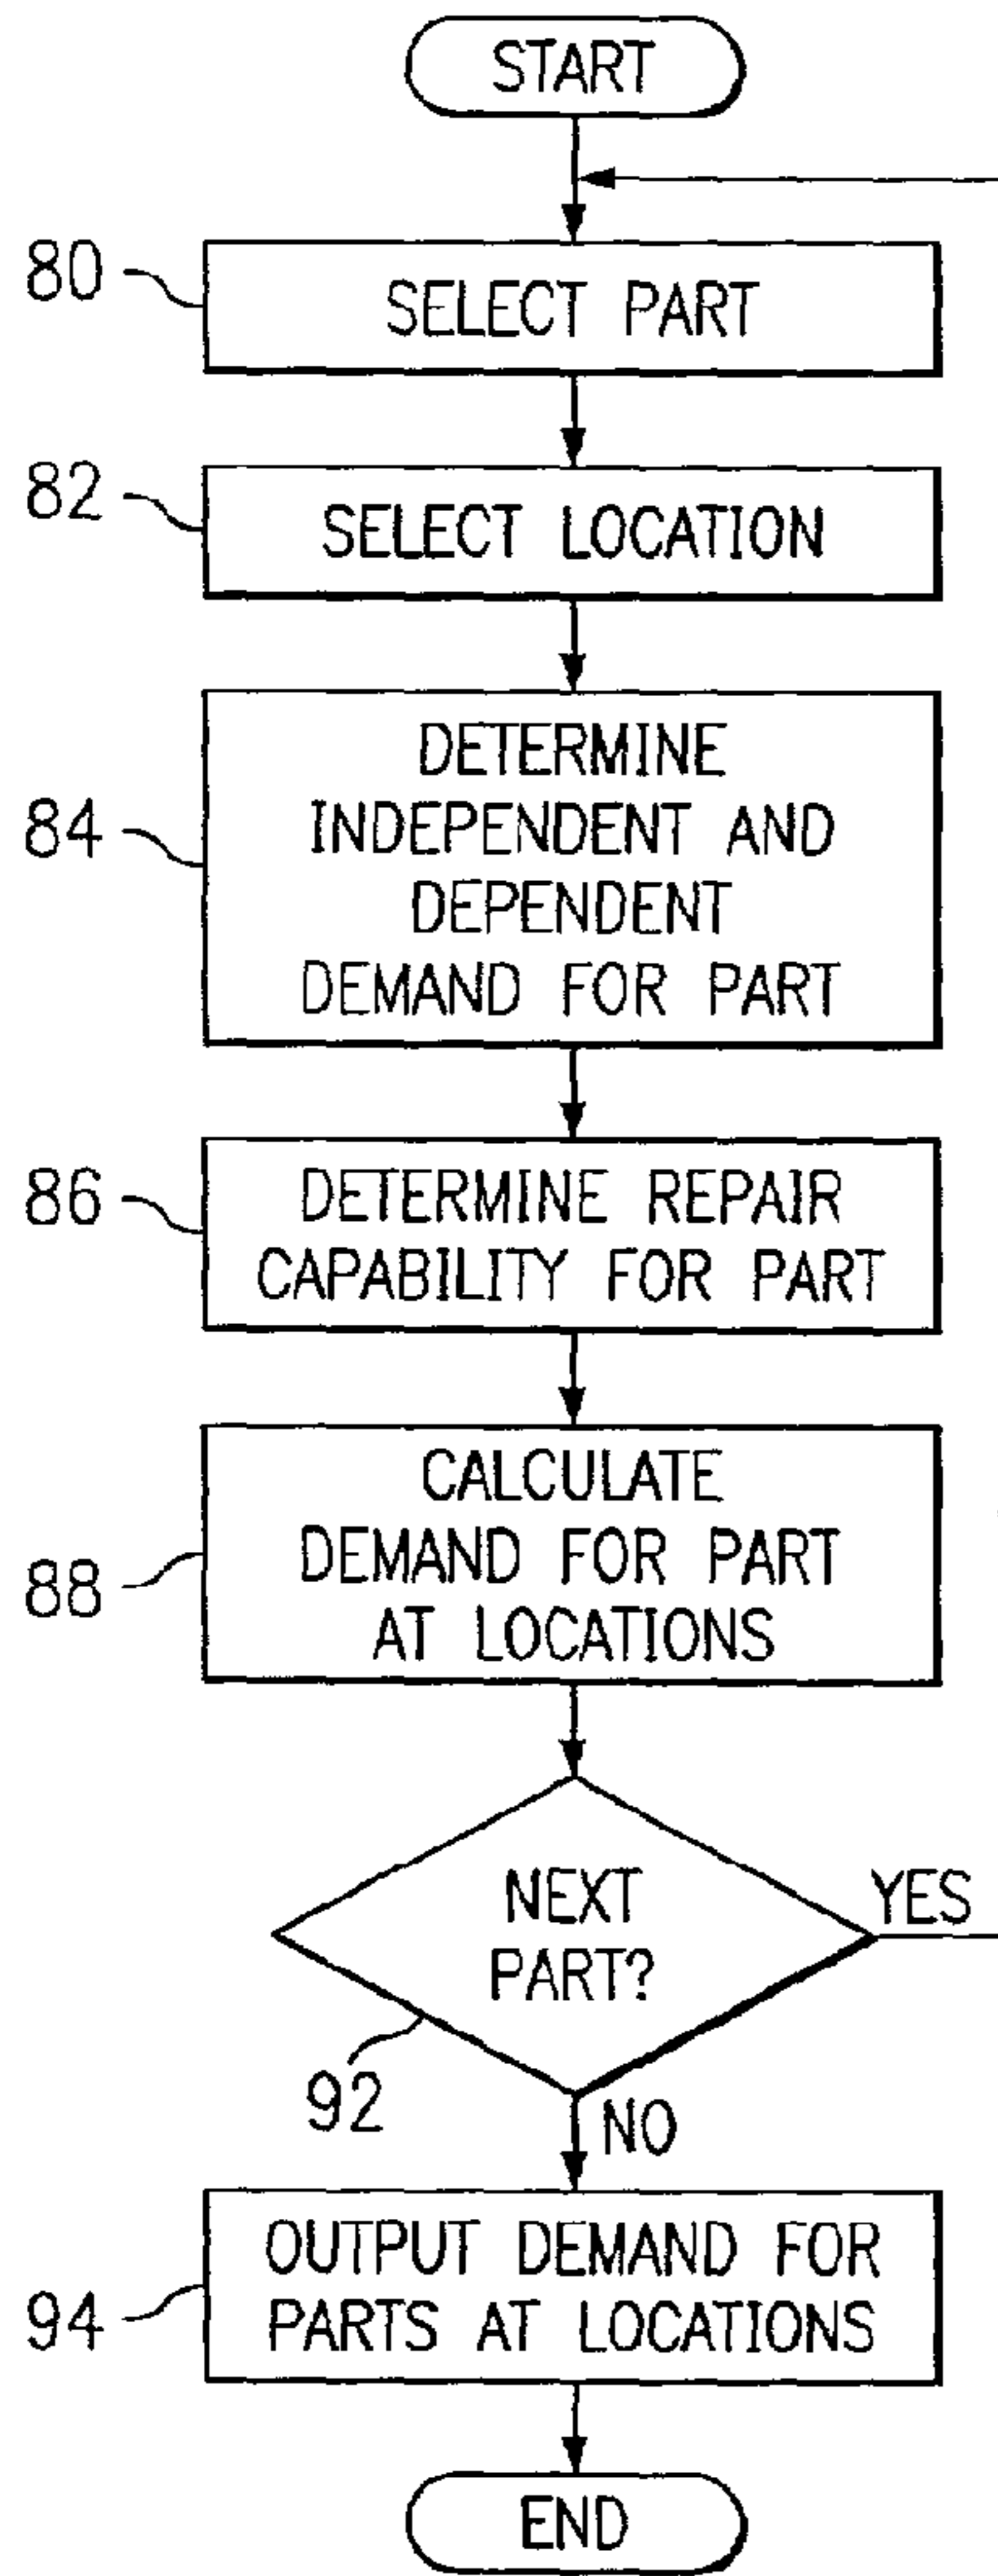 START
80
SELECT PART
82
SELECT LOCATION
84
DETERMINE
INDEPENDENT AND
DEPENDENT
DEMAND FOR PART
86
DETERMINE REPAIR
CAPABILITY FOR PART
88
CALCULATE
DEMAND FOR PART
AT LOCATIONS
NEXT
PART?
YES
92
NO
94
OUTPUT DEMAND FOR
PARTS AT LOCATIONS
END